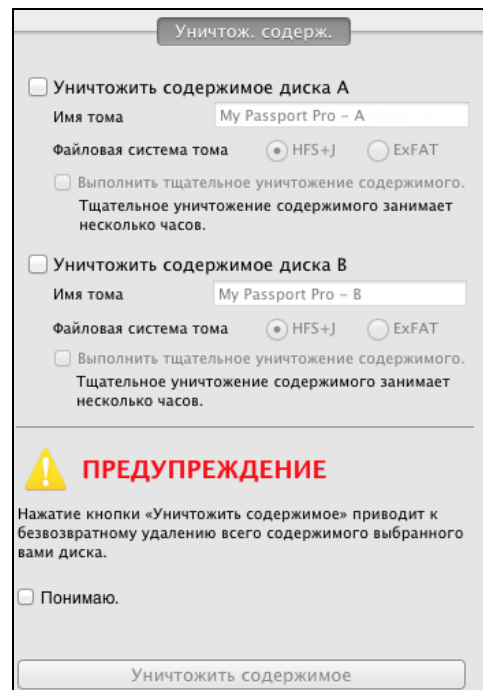 Уничтож. содерж.
Уничтожить содержимое диска A
Имя тома My Passport Pro – A
Файловая система тома HFS+J ExFAT
Выполнить тщательное уничтожение содержимого.
Тщательное уничтожение содержимого занимает
несколько часов.
Уничтожить содержимое диска B
Имя тома My Passport Pro – B
Файловая система тома HFS+J ExFAT
Выполнить тщательное уничтожение содержимого.
Тщательное уничтожение содержимого занимает
несколько часов.
ПРЕДУПРЕЖДЕНИЕ
Нажатие кнопки «Уничтожить содержимое» приводит к
безвозвратному удалению всего содержимого выбранного
вами диска.
Понимаю.
Уничтожить содержимое